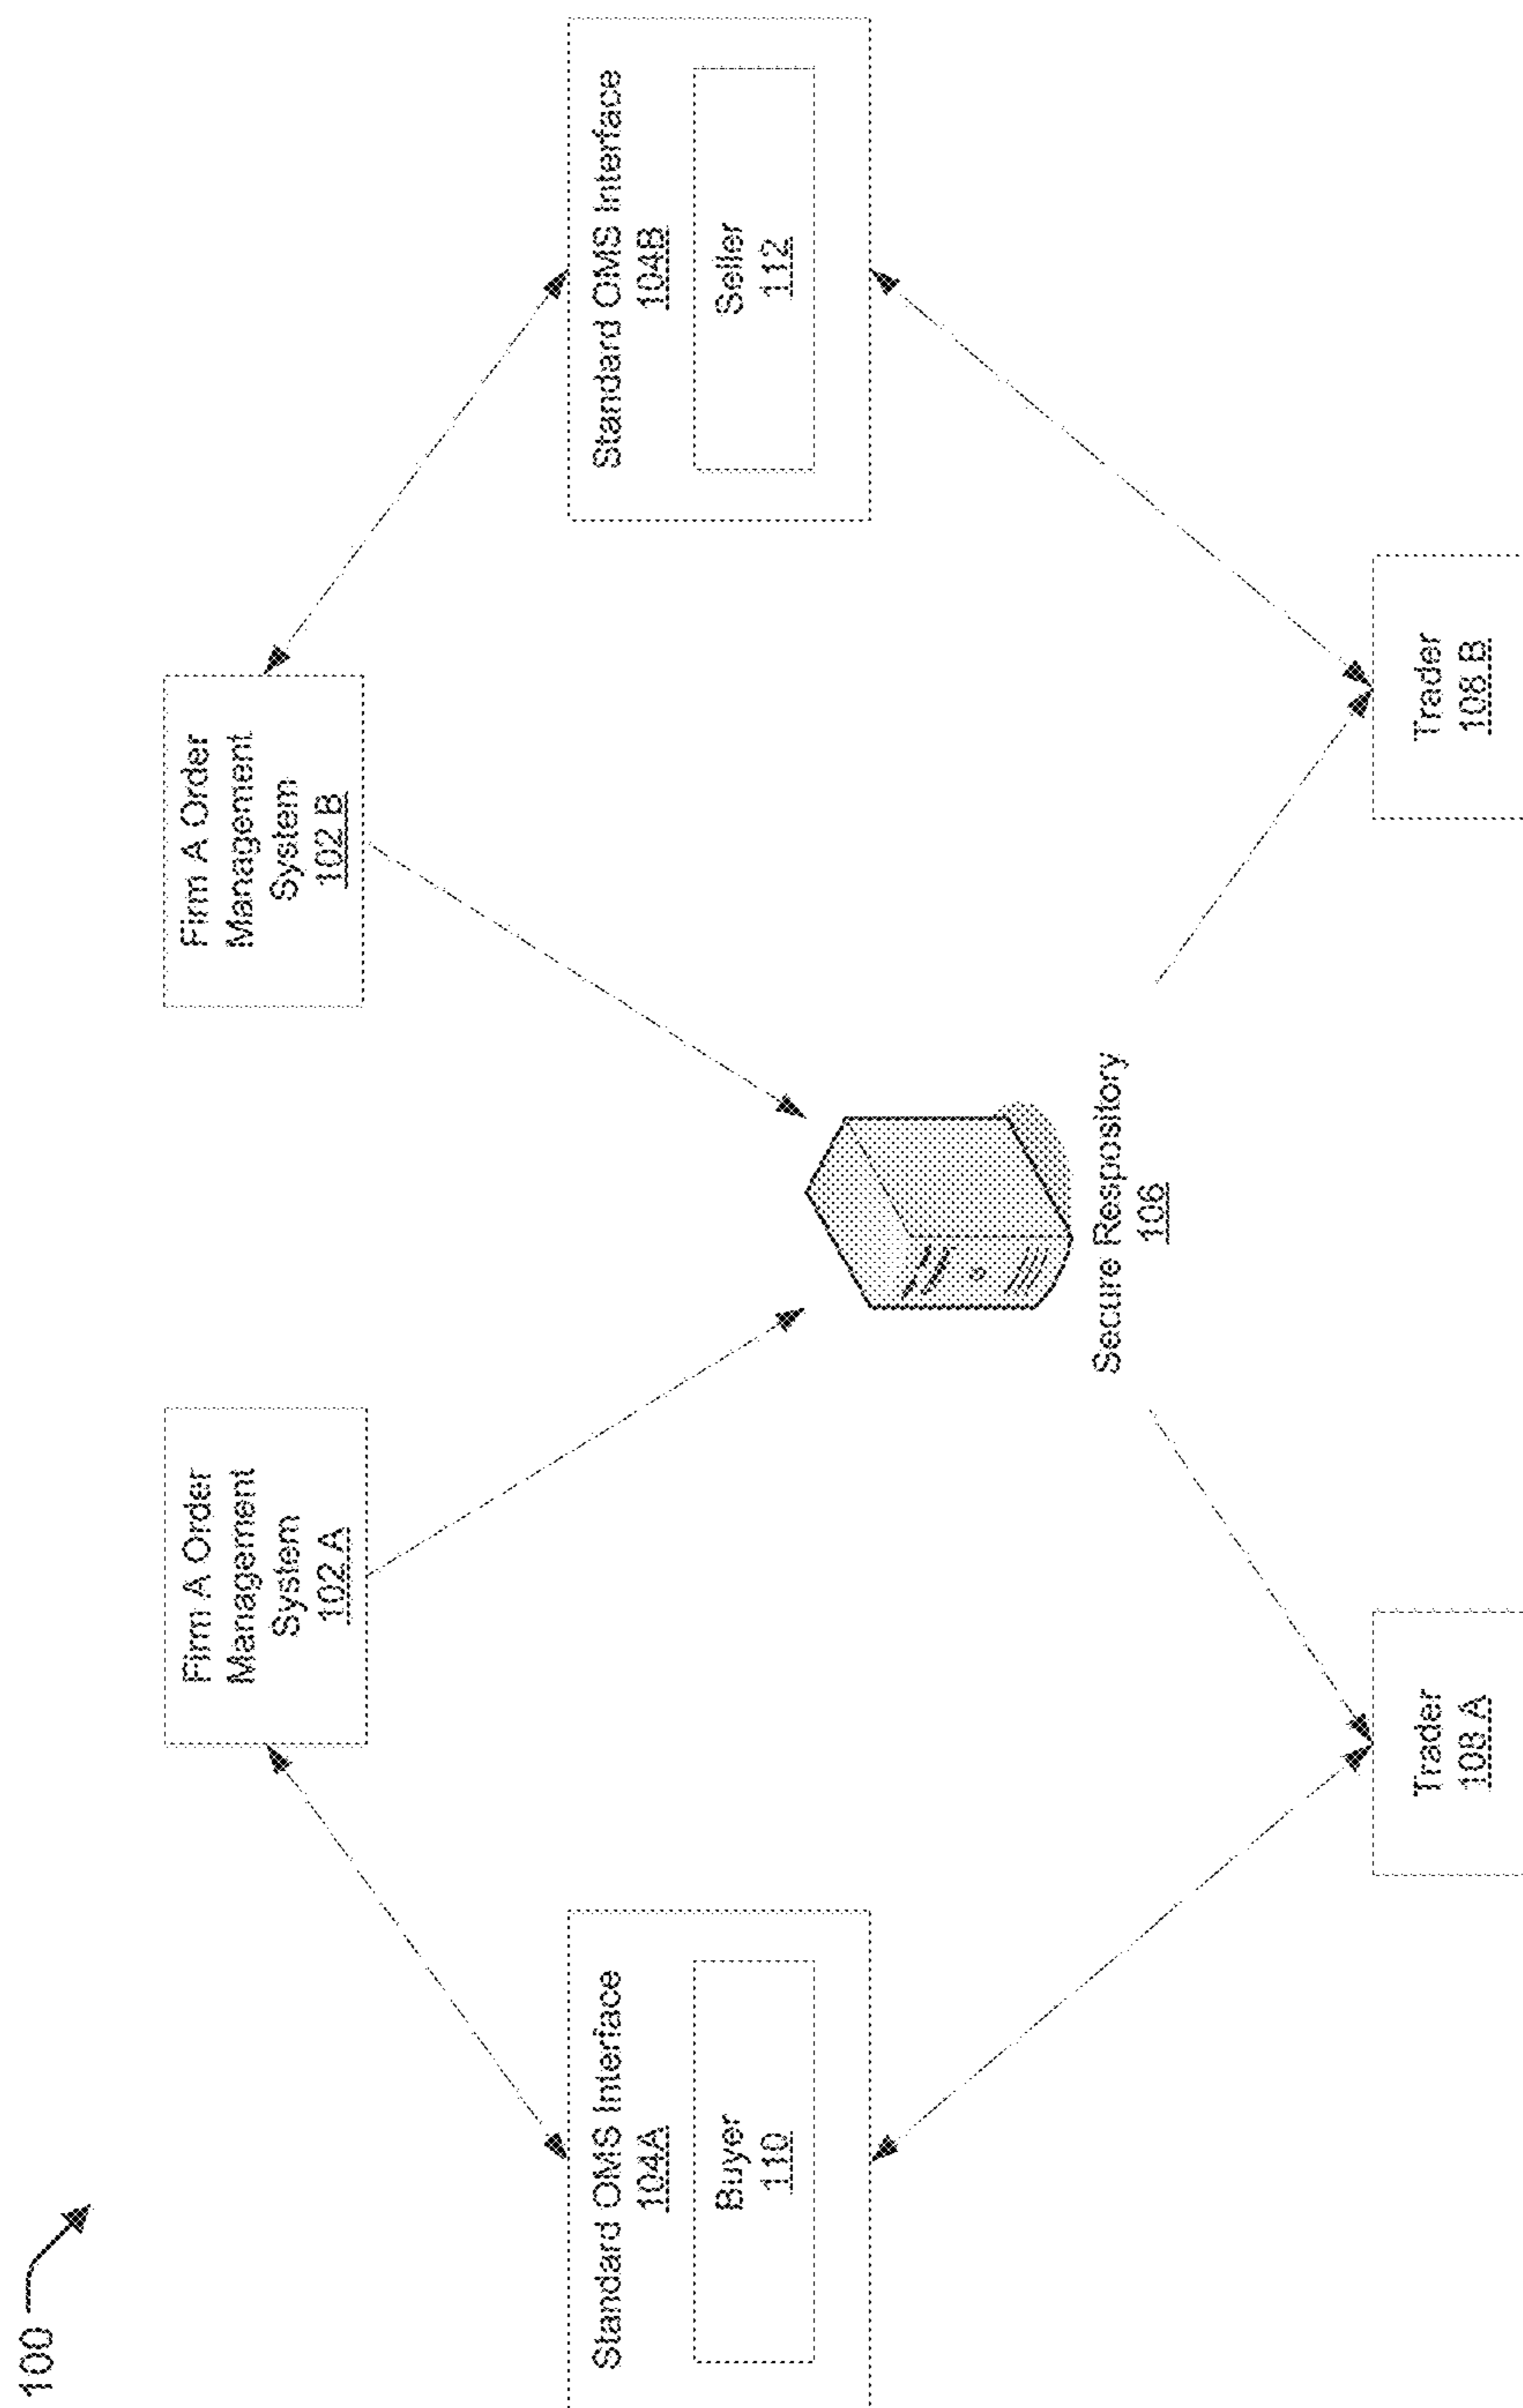 100
Firm A Order
Management
System
102 A
Firm A Order
Management
System
102 B
Standard OMS Interface
104A
Buyer
110
Standard OMS Interface
104B
Seller
112
Secure Respository
106
Trader
108 A
Trader
108 B